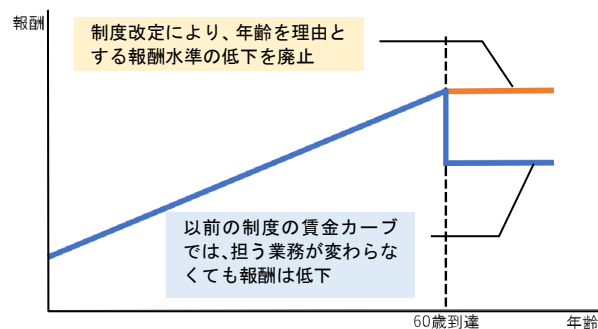 報酬
制度改定により、年齢を理由と
する報酬水準の低下を廃止
以前の制度の賃金カーブ
では、担う業務が変わらな
くても報酬は低下
60歳到達
年齢